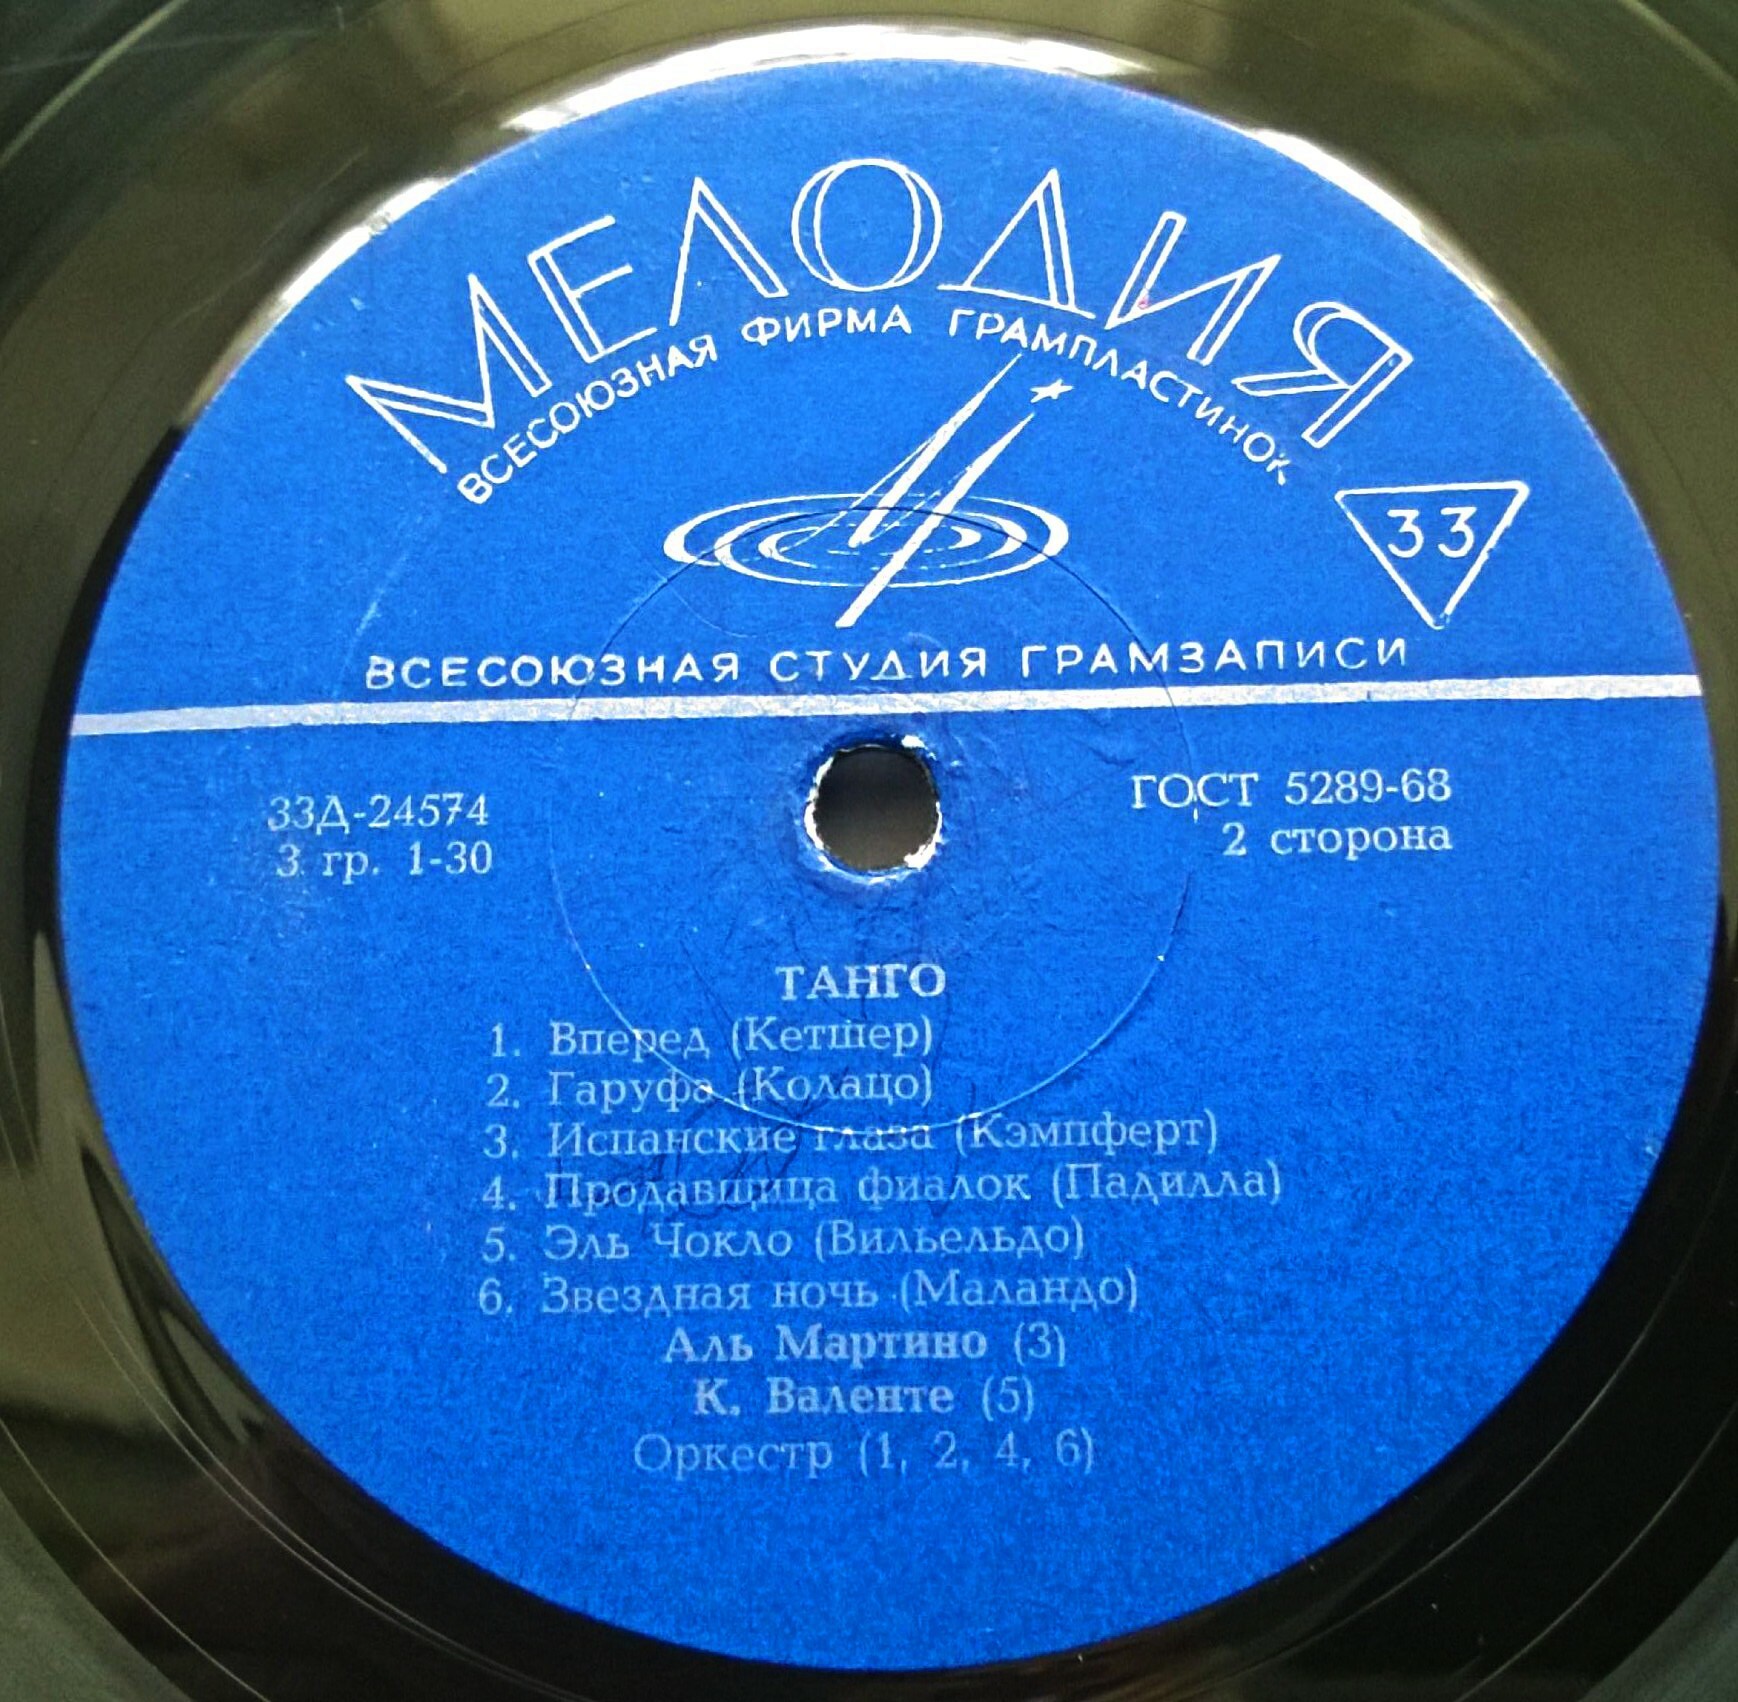 МЕЛОДИЯ
ВСЕСОЮЗНАЯ ФИРМА ГРАМПЛАСТИНОК
33
ВСЕСОЮЗНАЯ СТУДИЯ ГРАМЗАПИСИ
33Д-24574
3 гр. 1-30
ГОСТ 5289-68
2 сторона
ТАНГО
1. Вперед (Кетшер)
2. Гаруфа (Колацо)
3. Испанские глаза (Кэмпферт)
4. Продавщица фиалок (Падилла)
5. Эль Чокло (Вильельдо)
6. Звездная ночь (Маландо)
Аль Мартино (3)
К. Валенте (5)
Оркестр (1, 2, 4, 6)